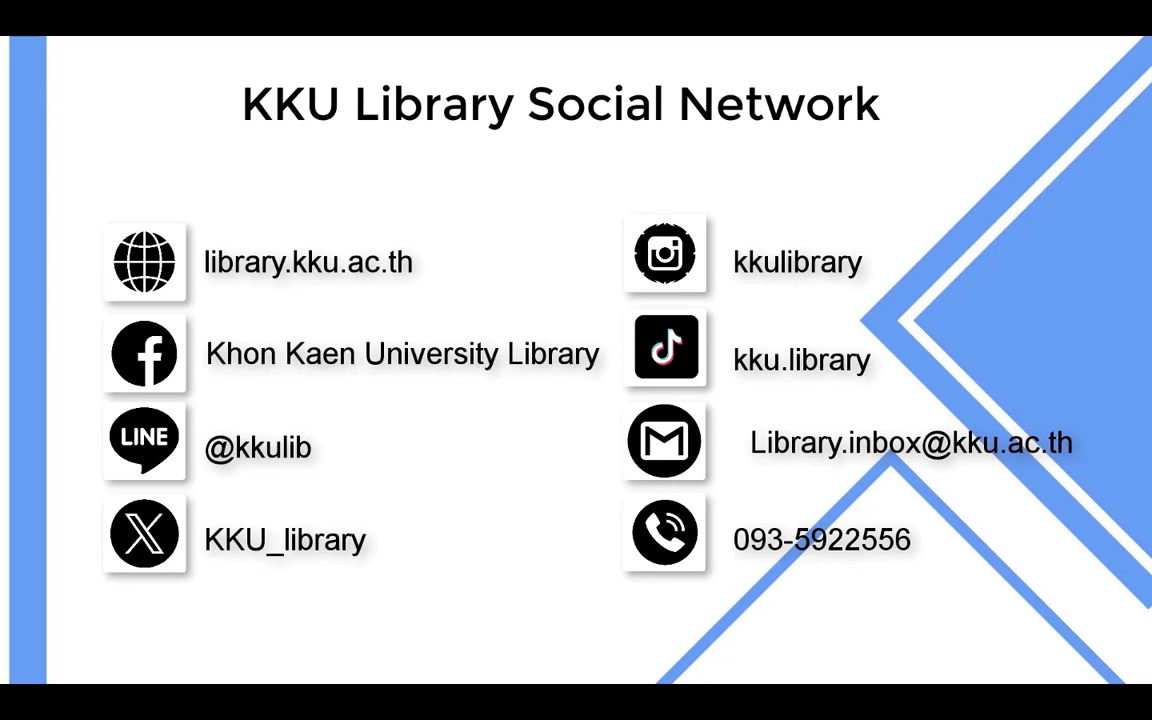 KKU Library Social Network
library.kku.ac.th
Khon Kaen University Library
LINE
@kkulib
KKU_library
kkulibrary
kku.library
Library.inbox@kku.ac.th
093-5922556